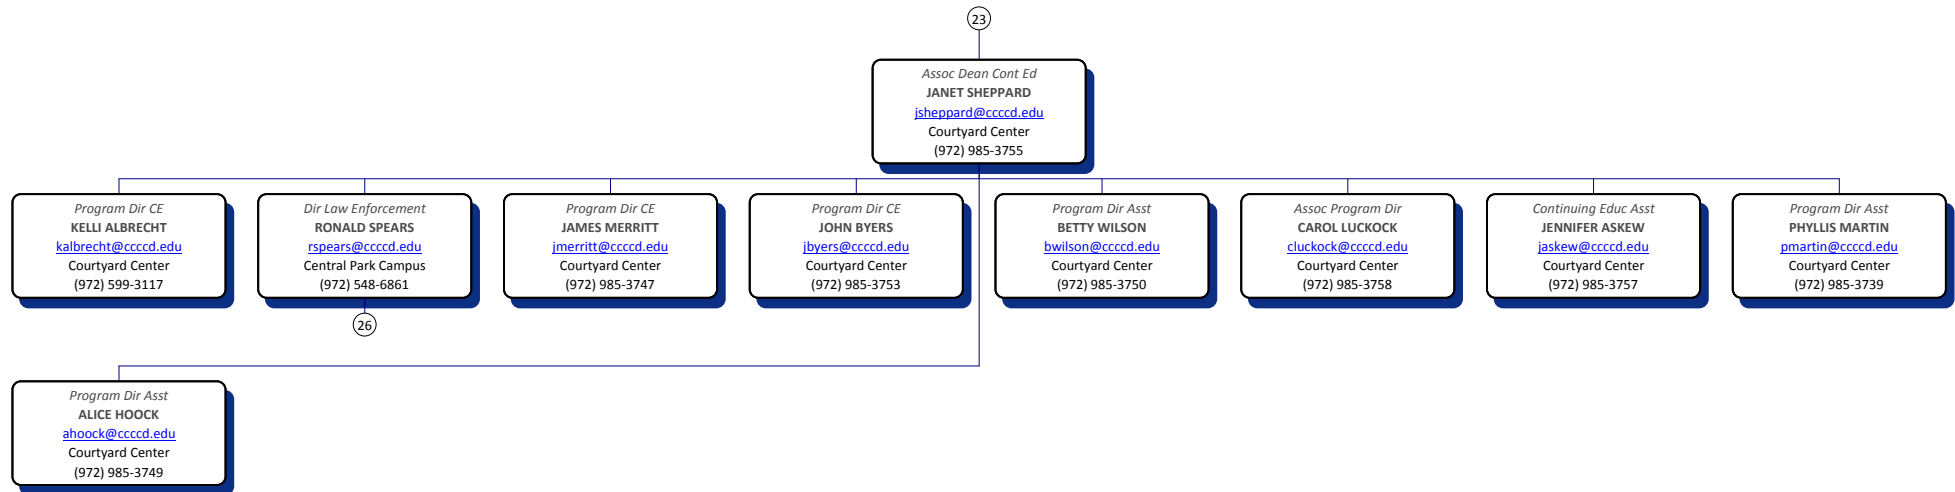 23
Assoc Dean Cont Ed
JANET SHEPPARD
jsheppard@ccccd.edu
Courtyard Center
(972) 985-3755
Program Dir CE
KELLI ALBRECHT
kalbrecht@ccccd.edu
Courtyard Center
(972) 599-3117
Dir Law Enforcement
RONALD SPEARS
rspears@ccccd.edu
Central Park Campus
(972) 548-6861
26
Program Dir CE
JAMES MERRITT
jmerritt@ccccd.edu
Courtyard Center
(972) 985-3747
Program Dir CE
JOHN BYERS
jbyers@ccccd.edu
Courtyard Center
(972) 985-3753
Program Dir Asst
BETTY WILSON
bwilson@ccccd.edu
Courtyard Center
(972) 985-3750
Assoc Program Dir
CAROL LUCKOCK
cluckock@ccccd.edu
Courtyard Center
(972) 985-3758
Continuing Educ Asst
JENNIFER ASKEW
jaskew@ccccd.edu
Courtyard Center
(972) 985-3757
Program Dir Asst
PHYLLIS MARTIN
pmartin@ccccd.edu
Courtyard Center
(972) 985-3739
Program Dir Asst
ALICE HOOCK
ahoock@ccccd.edu
Courtyard Center
(972) 985-3749